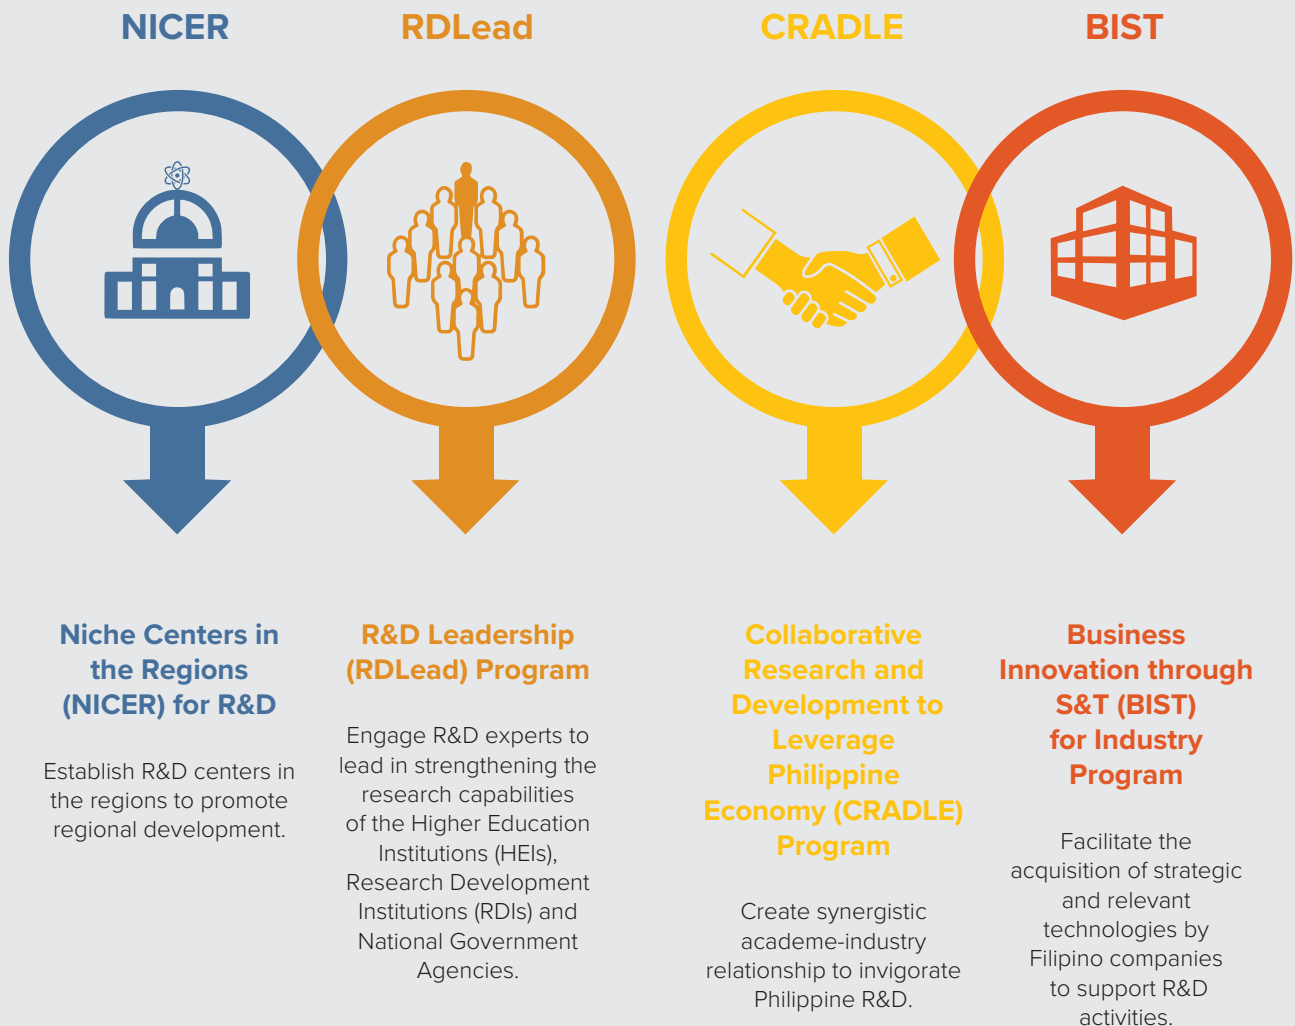 NICER
RDLead
CRADLE
BIST
Niche Centers in
the Regions
(NICER) for R&D
Establish R&D centers in
the regions to promote
regional development.
R&D Leadership
(RDLead) Program
Engage R&D experts to
lead in strengthening the
research capabilities
of the Higher Education
Institutions (HEIs),
Research Development
Institutions (RDIs) and
National Government
Agencies.
Collaborative
Research and
Development to
Leverage
Philippine
Economy (CRADLE)
Program
Create synergistic
academe-industry
relationship to invigorate
Philippine R&D.
Business
Innovation through
S&T (BIST)
for Industry
Program
Facilitate the
acquisition of strategic
and relevant
technologies by
Filipino companies
to support R&D
activities.